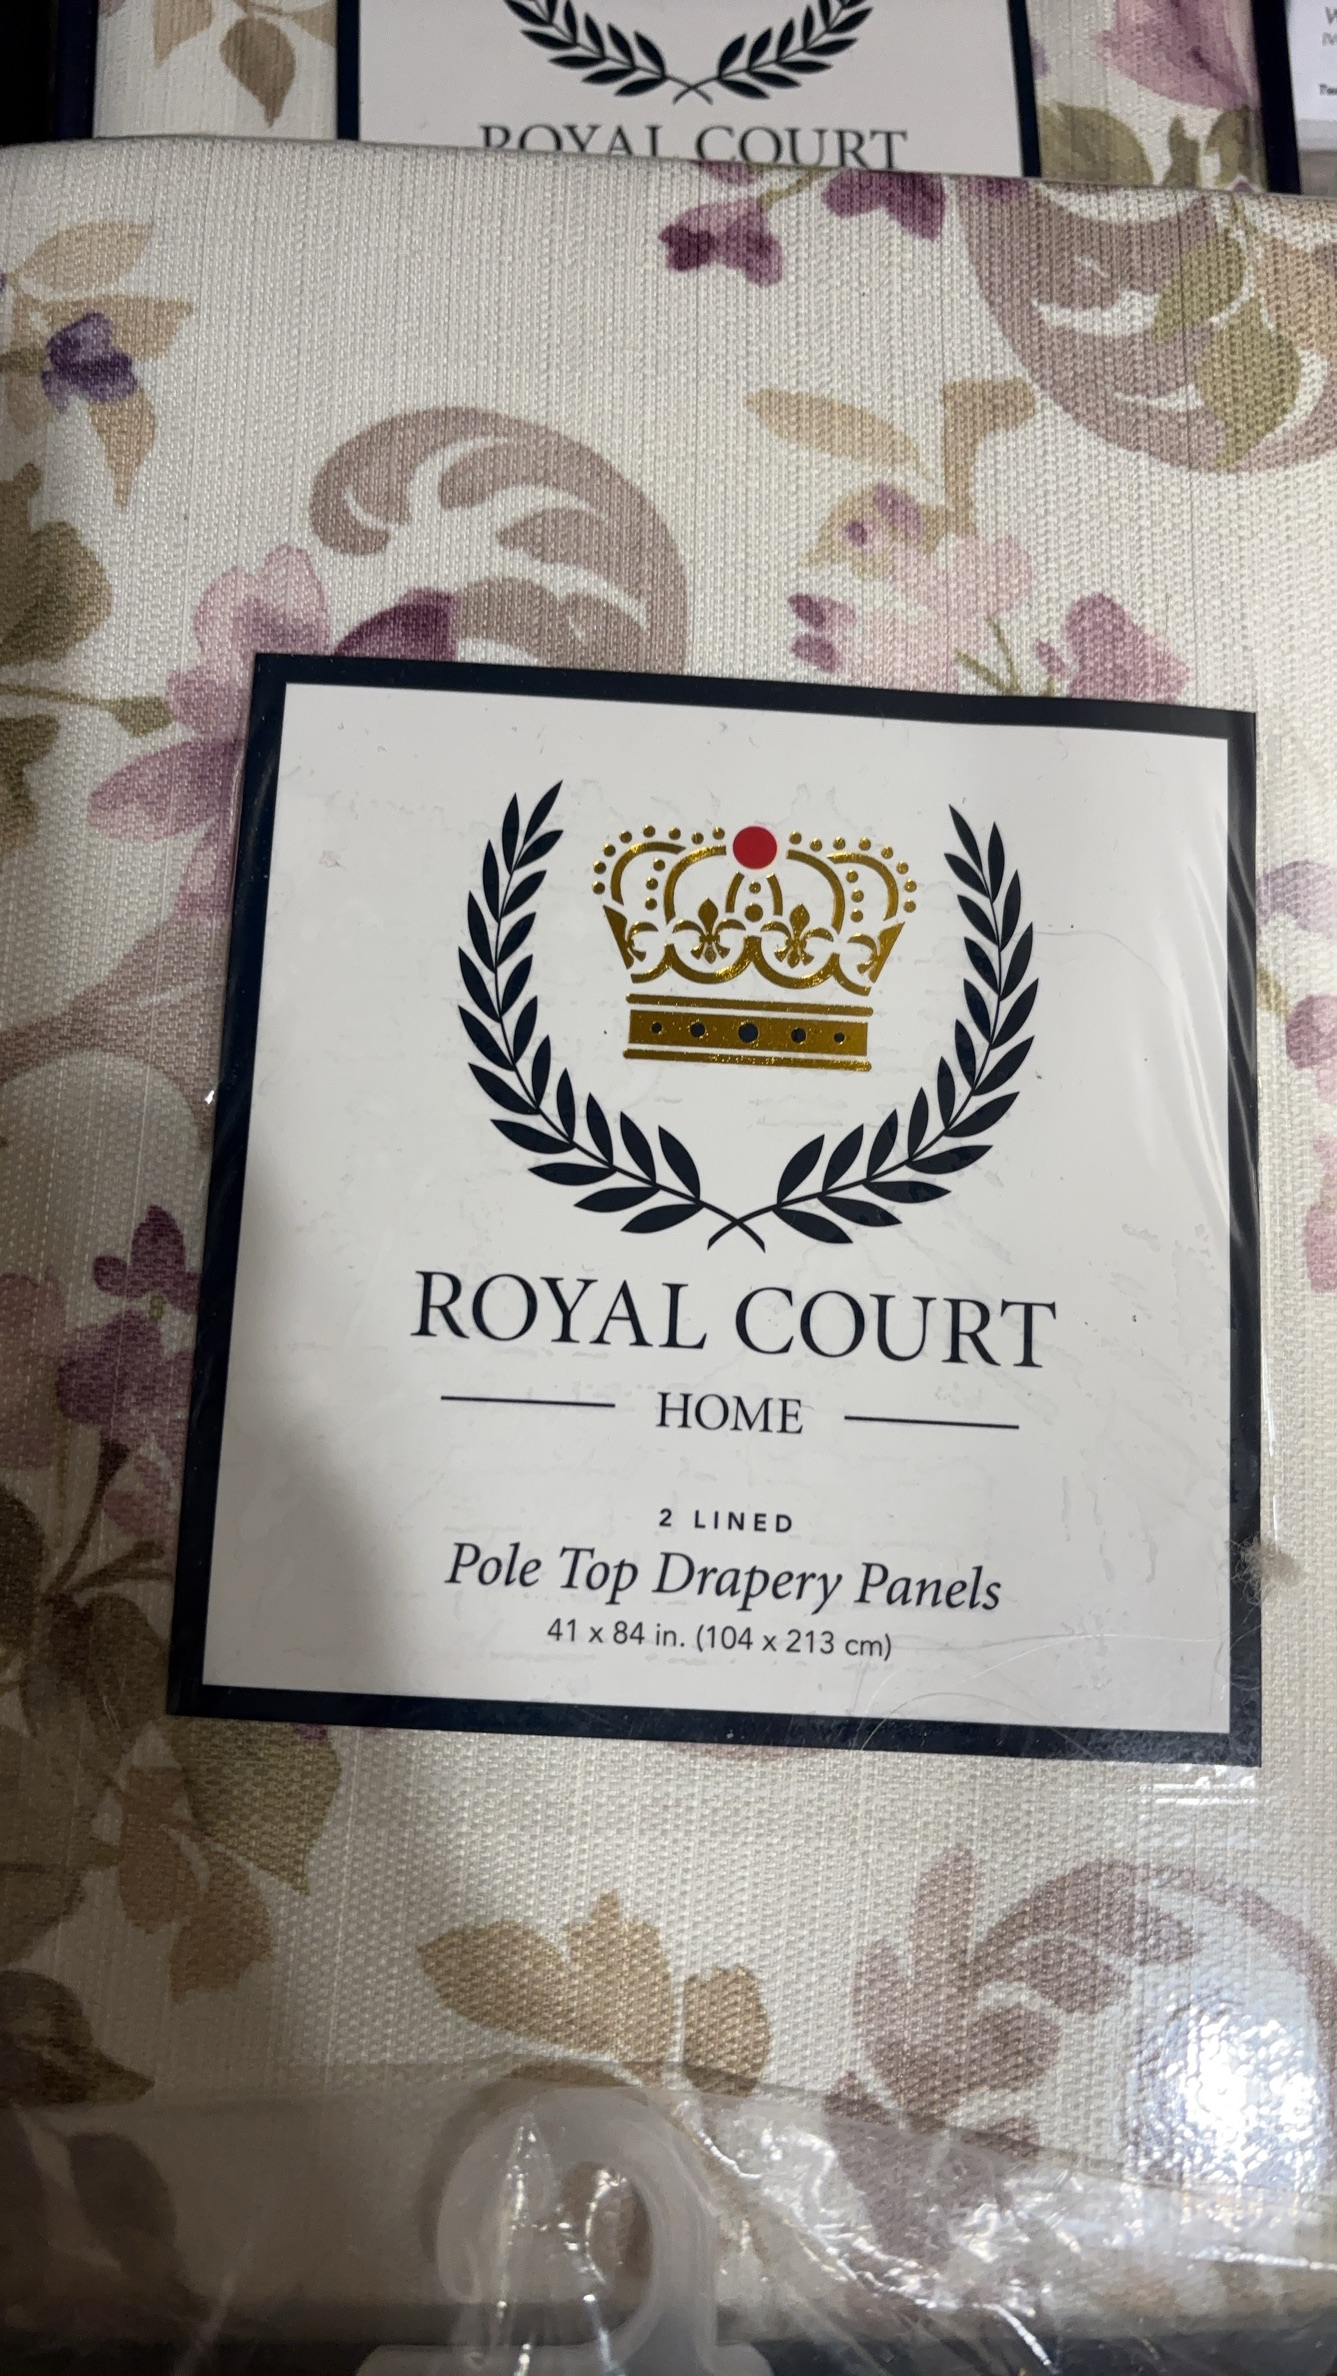 ROYAL COURT
ROYAL COURT
HOME
2 LINED
Pole Top Drapery Panels
41 x 84 in. (104 x 213 cm)